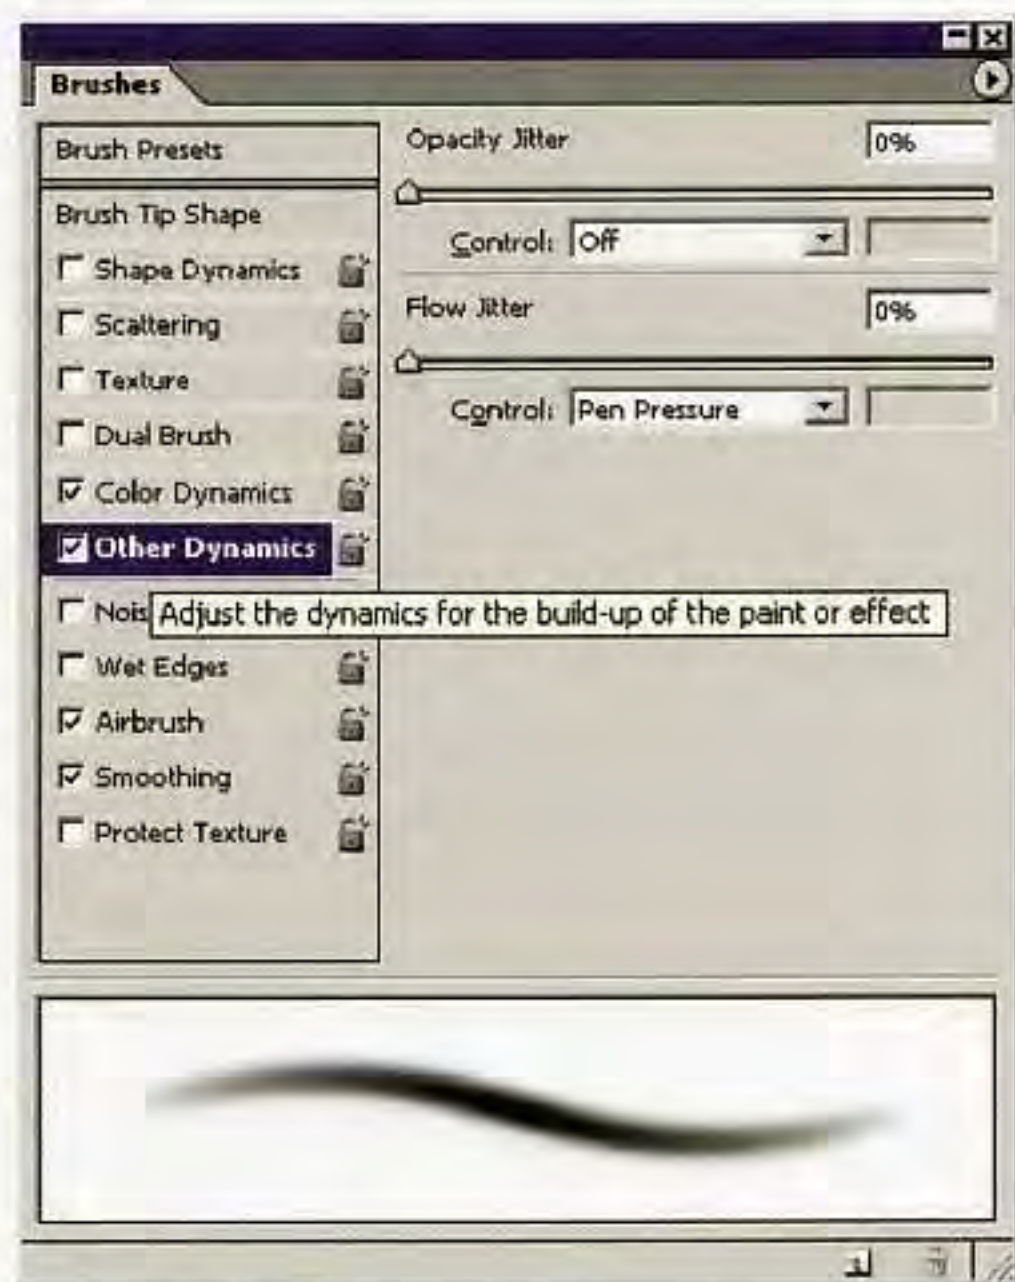 Brushes
Brush Presets
Brush Tip Shape
Shape Dynamics
Scattering
Texture
Dual Brush
Color Dynamics
Other Dynamics
Nois
Wet Edges
Airbrush
Smoothing
Protect Texture
Opacity Jitter 0%
Control: Off
Flow Jitter 0%
Control: Pen Pressure
Adjust the dynamics for the build-up of the paint or effect